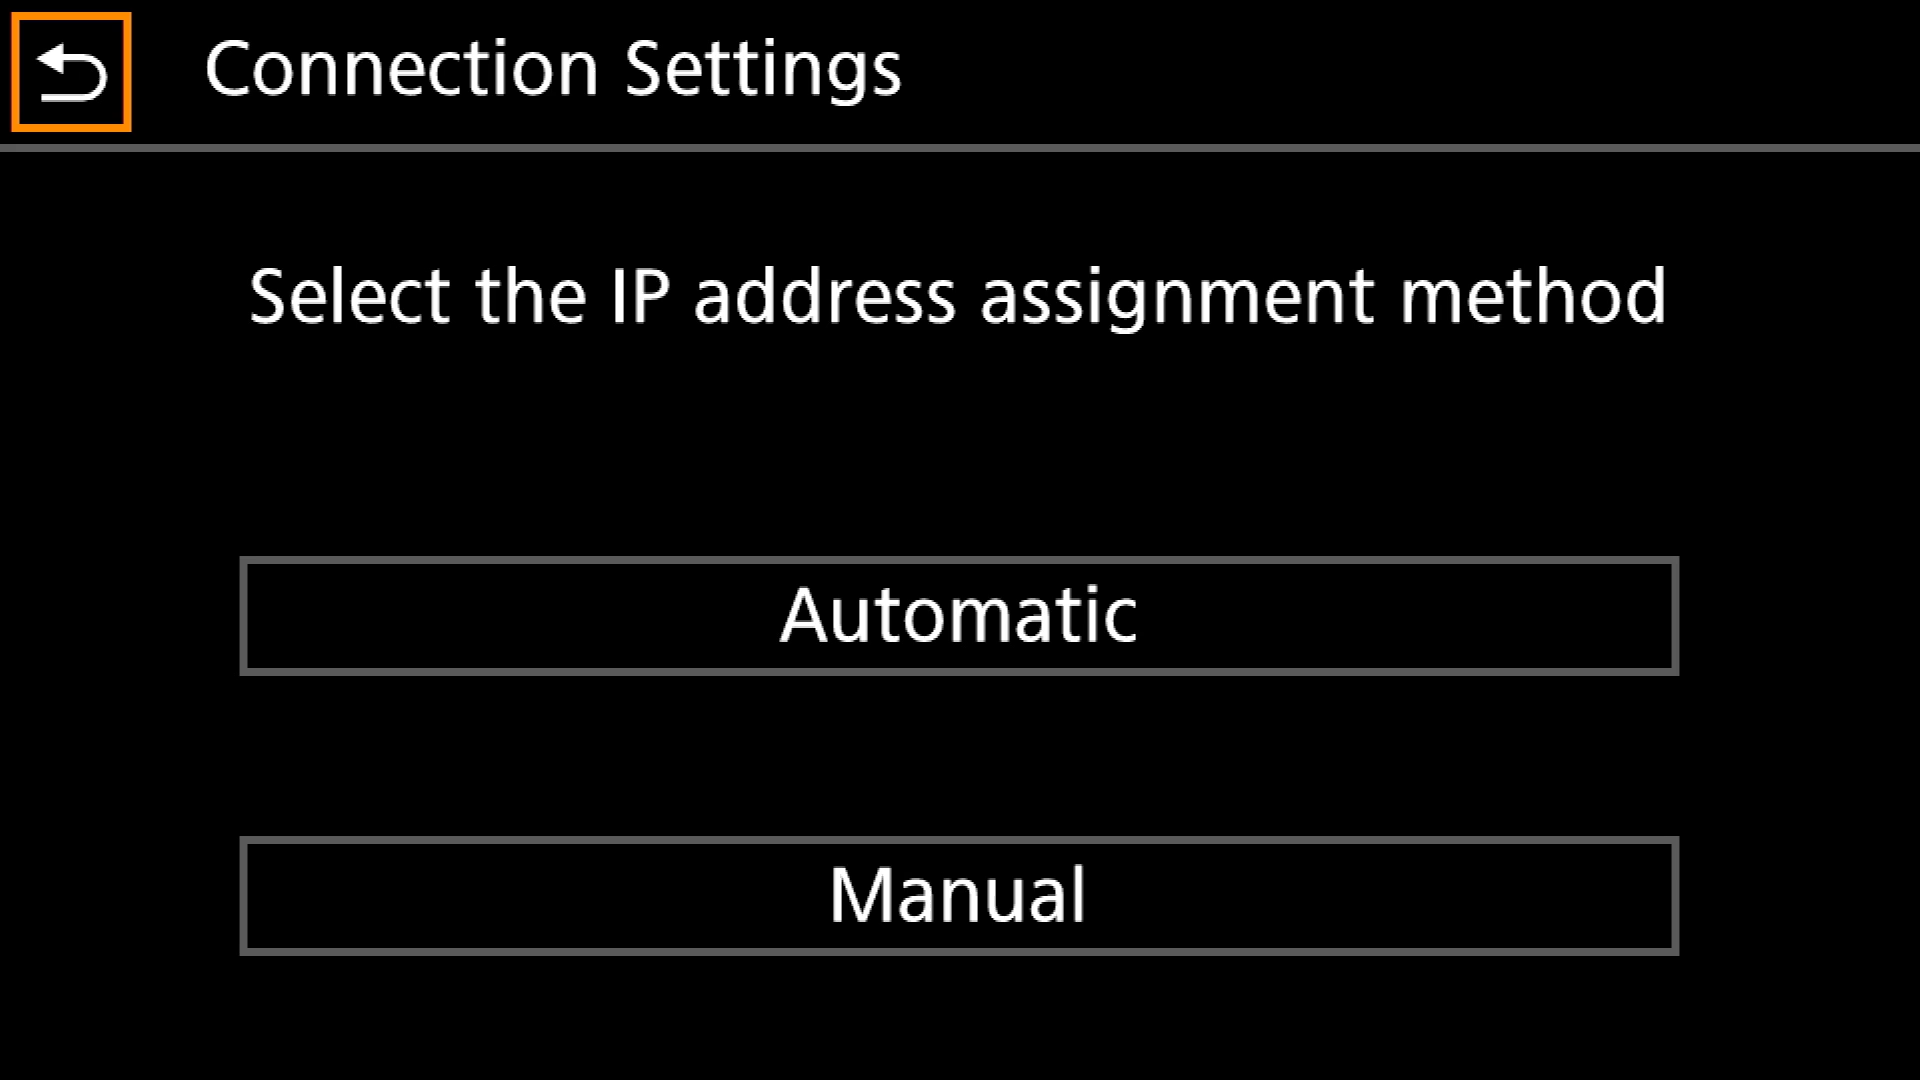 Connection Settings
Select the IP address assignment method
Automatic
Manual